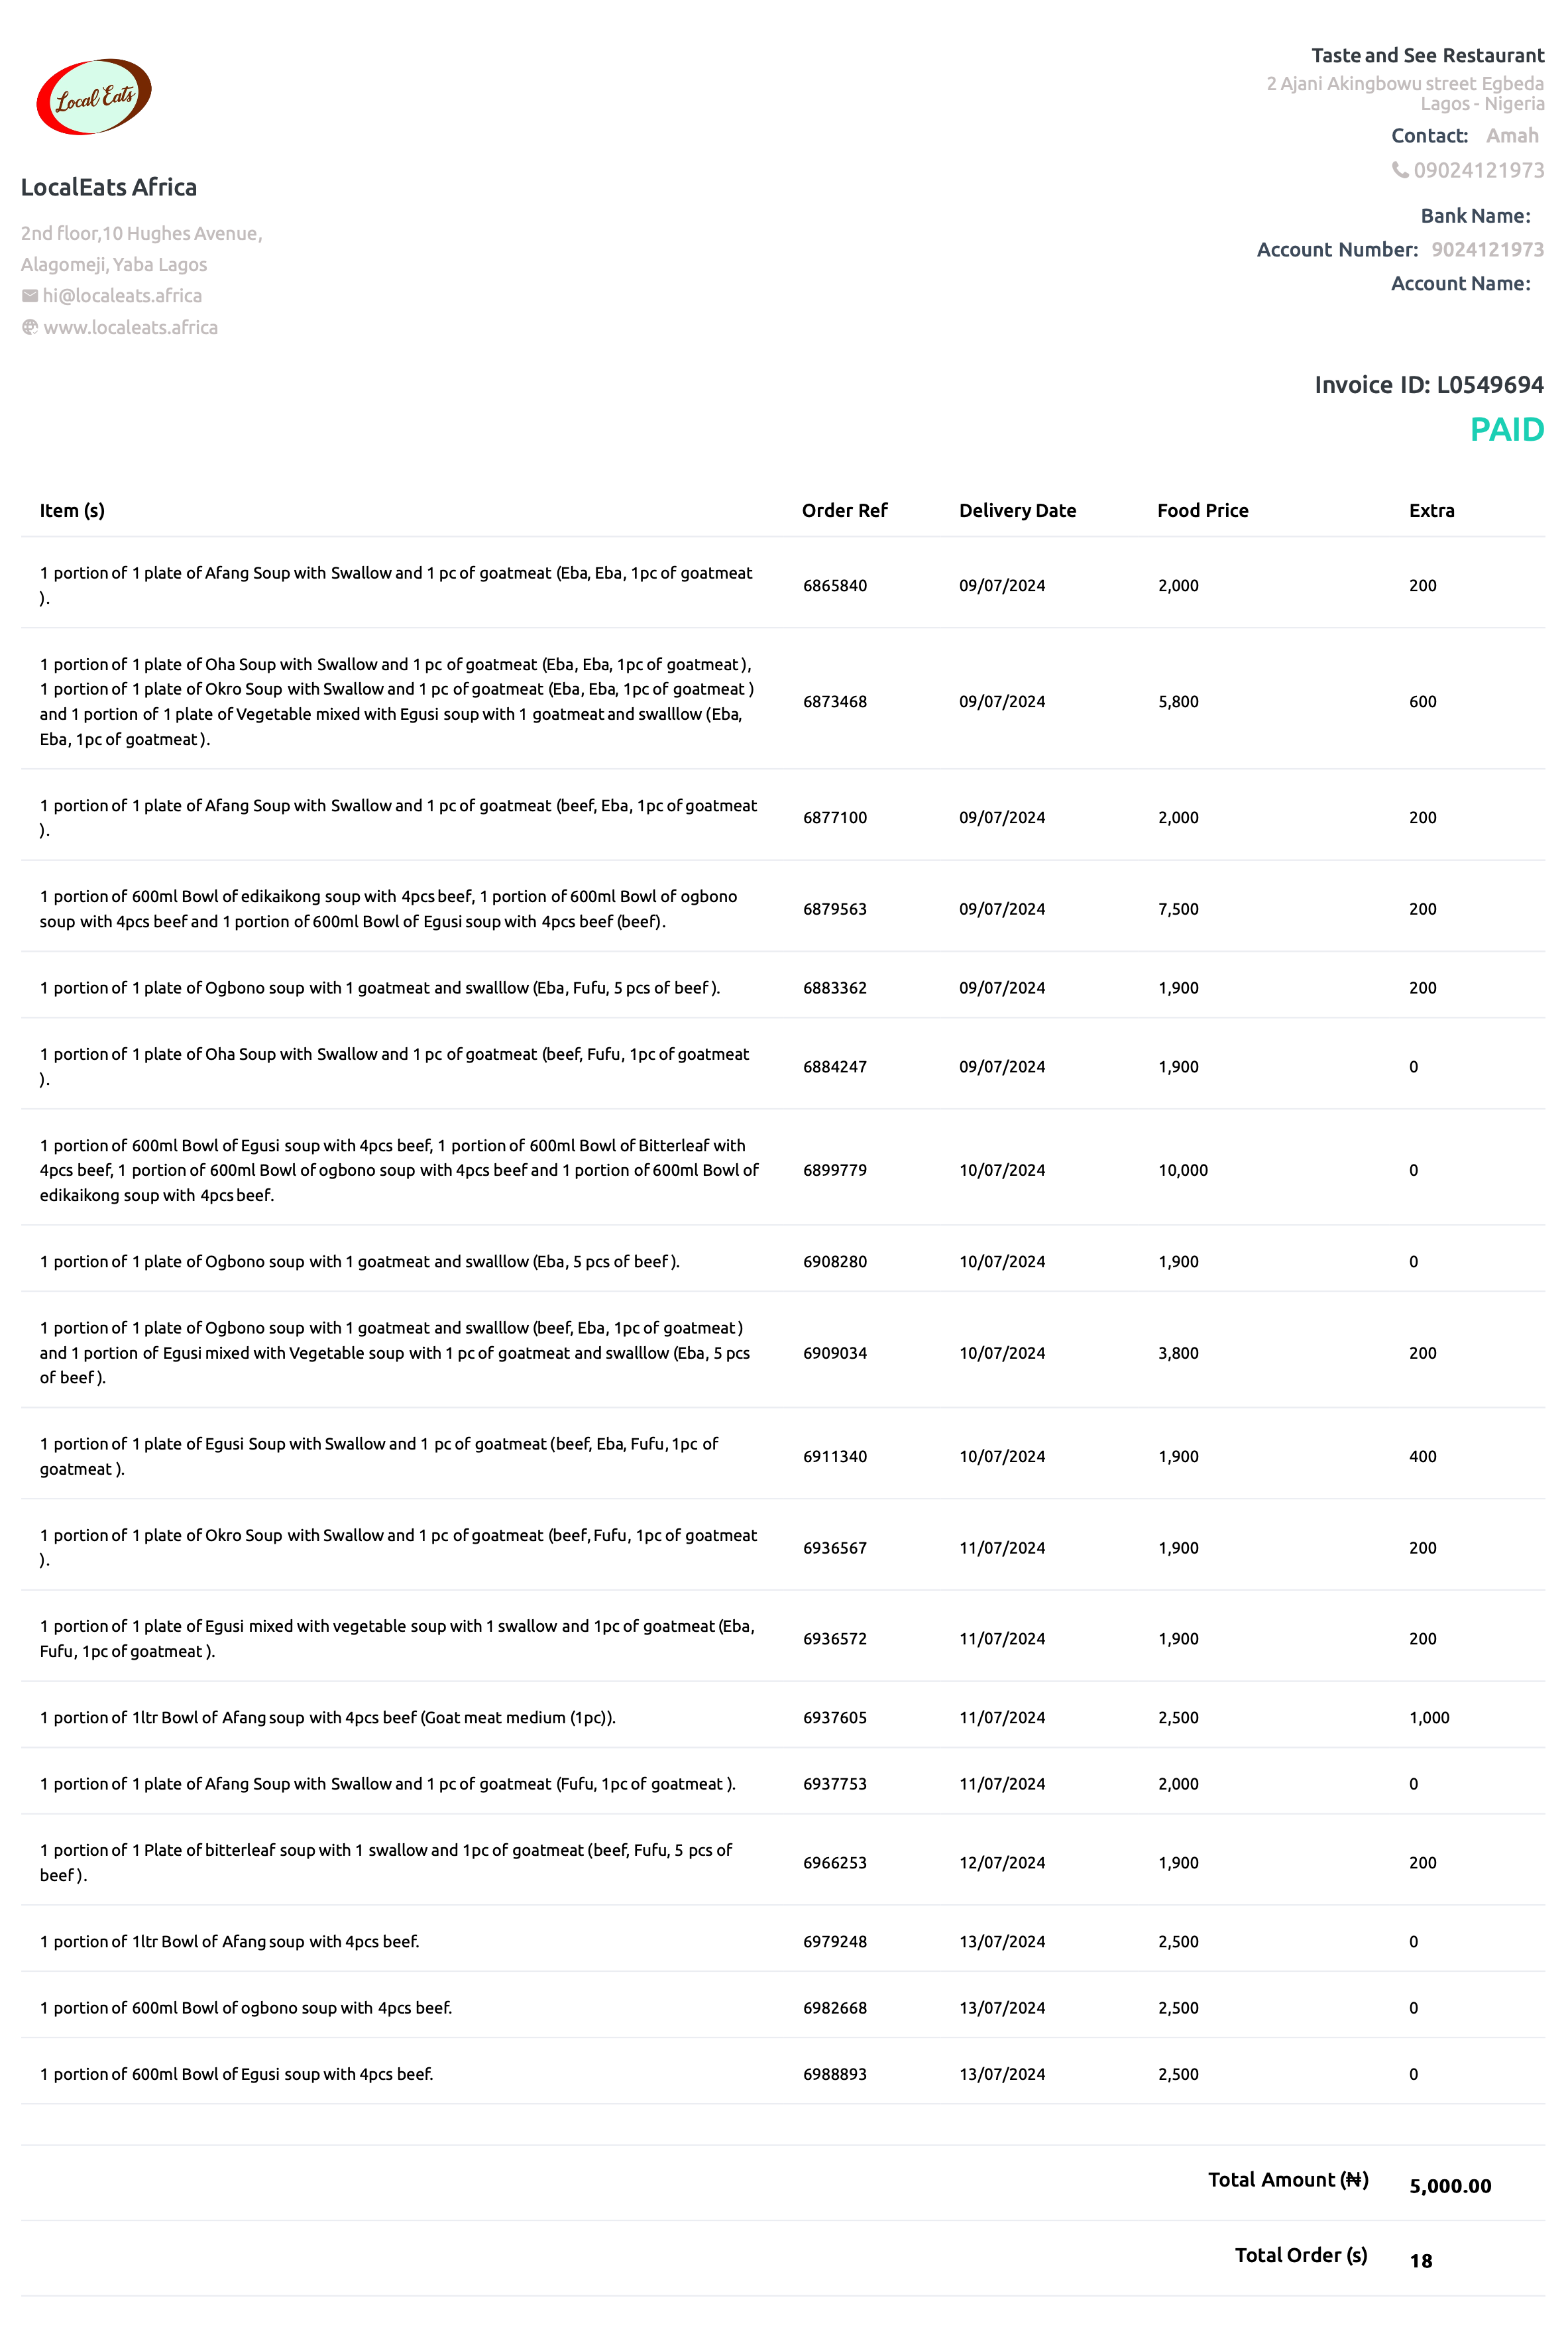 Local Eats
LocalEats Africa
2nd floor,10 Hughes Avenue,
Alagomeji, Yaba Lagos
hi@localeats.africa
www.localeats.africa
Taste and See Restaurant
2 Ajani Akingbowu street Egbeda
Lagos - Nigeria
Contact: Amah
09024121973
Bank Name:
Account Number: 9024121973
Account Name:
Invoice ID: L0549694
PAID
Item (s) Order Ref Delivery Date Food Price Extra
1 portion of 1 plate of Afang Soup with Swallow and 1 pc of goatmeat (Eba, Eba, 1pc of goatmeat
). 6865840 09/07/2024 2,000 200
1 portion of 1 plate of Oha Soup with Swallow and 1 pc of goatmeat (Eba, Eba, 1pc of goatmeat ),
1 portion of 1 plate of Okro Soup with Swallow and 1 pc of goatmeat (Eba, Eba, 1pc of goatmeat )
and 1 portion of 1 plate of Vegetable mixed with Egusi soup with 1 goatmeat and swalllow (Eba,
Eba, 1pc of goatmeat ). 6873468 09/07/2024 5,800 600
1 portion of 1 plate of Afang Soup with Swallow and 1 pc of goatmeat (beef, Eba, 1pc of goatmeat
). 6877100 09/07/2024 2,000 200
1 portion of 600ml Bowl of edikaikong soup with 4pcs beef, 1 portion of 600ml Bowl of ogbono
soup with 4pcs beef and 1 portion of 600ml Bowl of Egusi soup with 4pcs beef (beef). 6879563 09/07/2024 7,500 200
1 portion of 1 plate of Ogbono soup with 1 goatmeat and swalllow (Eba, Fufu, 5 pcs of beef ). 6883362 09/07/2024 1,900 200
1 portion of 1 plate of Oha Soup with Swallow and 1 pc of goatmeat (beef, Fufu, 1pc of goatmeat
). 6884247 09/07/2024 1,900 0
1 portion of 600ml Bowl of Egusi soup with 4pcs beef, 1 portion of 600ml Bowl of Bitterleaf with
4pcs beef, 1 portion of 600ml Bowl of ogbono soup with 4pcs beef and 1 portion of 600ml Bowl of
edikaikong soup with 4pcs beef. 6899779 10/07/2024 10,000 0
1 portion of 1 plate of Ogbono soup with 1 goatmeat and swalllow (Eba, 5 pcs of beef ). 6908280 10/07/2024 1,900 0
1 portion of 1 plate of Ogbono soup with 1 goatmeat and swalllow (beef, Eba, 1pc of goatmeat )
and 1 portion of Egusi mixed with Vegetable soup with 1 pc of goatmeat and swalllow (Eba, 5 pcs
of beef ). 6909034 10/07/2024 3,800 200
1 portion of 1 plate of Egusi Soup with Swallow and 1 pc of goatmeat (beef, Eba, Fufu, 1pc of
goatmeat ). 6911340 10/07/2024 1,900 400
1 portion of 1 plate of Okro Soup with Swallow and 1 pc of goatmeat (beef, Fufu, 1pc of goatmeat
). 6936567 11/07/2024 1,900 200
1 portion of 1 plate of Egusi mixed with vegetable soup with 1 swallow and 1pc of goatmeat (Eba,
Fufu, 1pc of goatmeat ). 6936572 11/07/2024 1,900 200
1 portion of 1ltr Bowl of Afang soup with 4pcs beef (Goat meat medium (1pc)). 6937605 11/07/2024 2,500 1,000
1 portion of 1 plate of Afang Soup with Swallow and 1 pc of goatmeat (Fufu, 1pc of goatmeat ). 6937753 11/07/2024 2,000 0
1 portion of 1 Plate of bitterleaf soup with 1 swallow and 1pc of goatmeat (beef, Fufu, 5 pcs of
beef ). 6966253 12/07/2024 1,900 200
1 portion of 1ltr Bowl of Afang soup with 4pcs beef. 6979248 13/07/2024 2,500 0
1 portion of 600ml Bowl of ogbono soup with 4pcs beef. 6982668 13/07/2024 2,500 0
1 portion of 600ml Bowl of Egusi soup with 4pcs beef. 6988893 13/07/2024 2,500 0
Total Amount (₦) 5,000.00
Total Order (s) 18